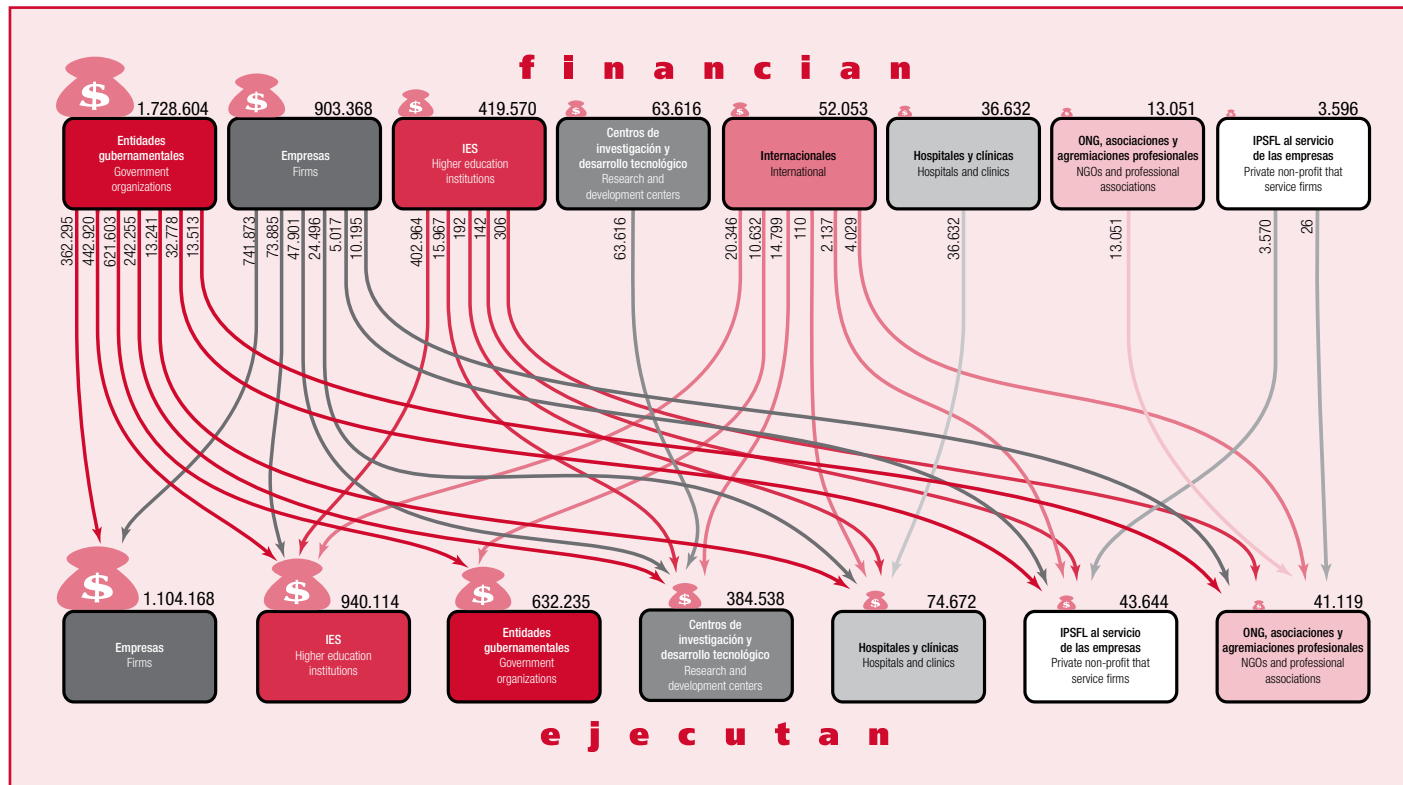 f i n a n c i a n
$ 1.728.604
Entidades
gubernamentales
Government
organizations
$ 903.368
Empresas
Firms
$ 419.570
IES
Higher education
institutions
$ 63.616
Centros de
investigación y
desarrollo tecnológico
Research and
development centers
$ 52.053
Internacionales
International
$ 36.632
Hospitales y clínicas
Hospitals and clinics
$ 13.051
ONG, asociaciones y
agremiaciones profesionales
NGOs and professional
associations
3.596
IPSFL al servicio
de las empresas
Private non-profit that
service firms
362.295
442.920
621.603
242.255
13.241
32.778
13.513
741.873
73.885
47.901
24.496
5.017
10.195
402.964
15.967
192
142
306
63.616
20.346
10.632
14.799
110
2.137
4.029
36.632
13.051
3.570
26
$ 1.104.168
Empresas
Firms
$ 940.114
IES
Higher education
institutions
$ 632.235
Entidades
gubernamentales
Government
organizations
$ 384.538
Centros de
investigación y
desarrollo tecnológico
Research and
development centers
$ 74.672
Hospitales y clínicas
Hospitals and clinics
$ 43.644
IPSFL al servicio
de las empresas
Private non-profit that
service firms
$ 41.119
ONG, asociaciones y
agremiaciones profesionales
NGOs and professional
associations
e j e c u t a n